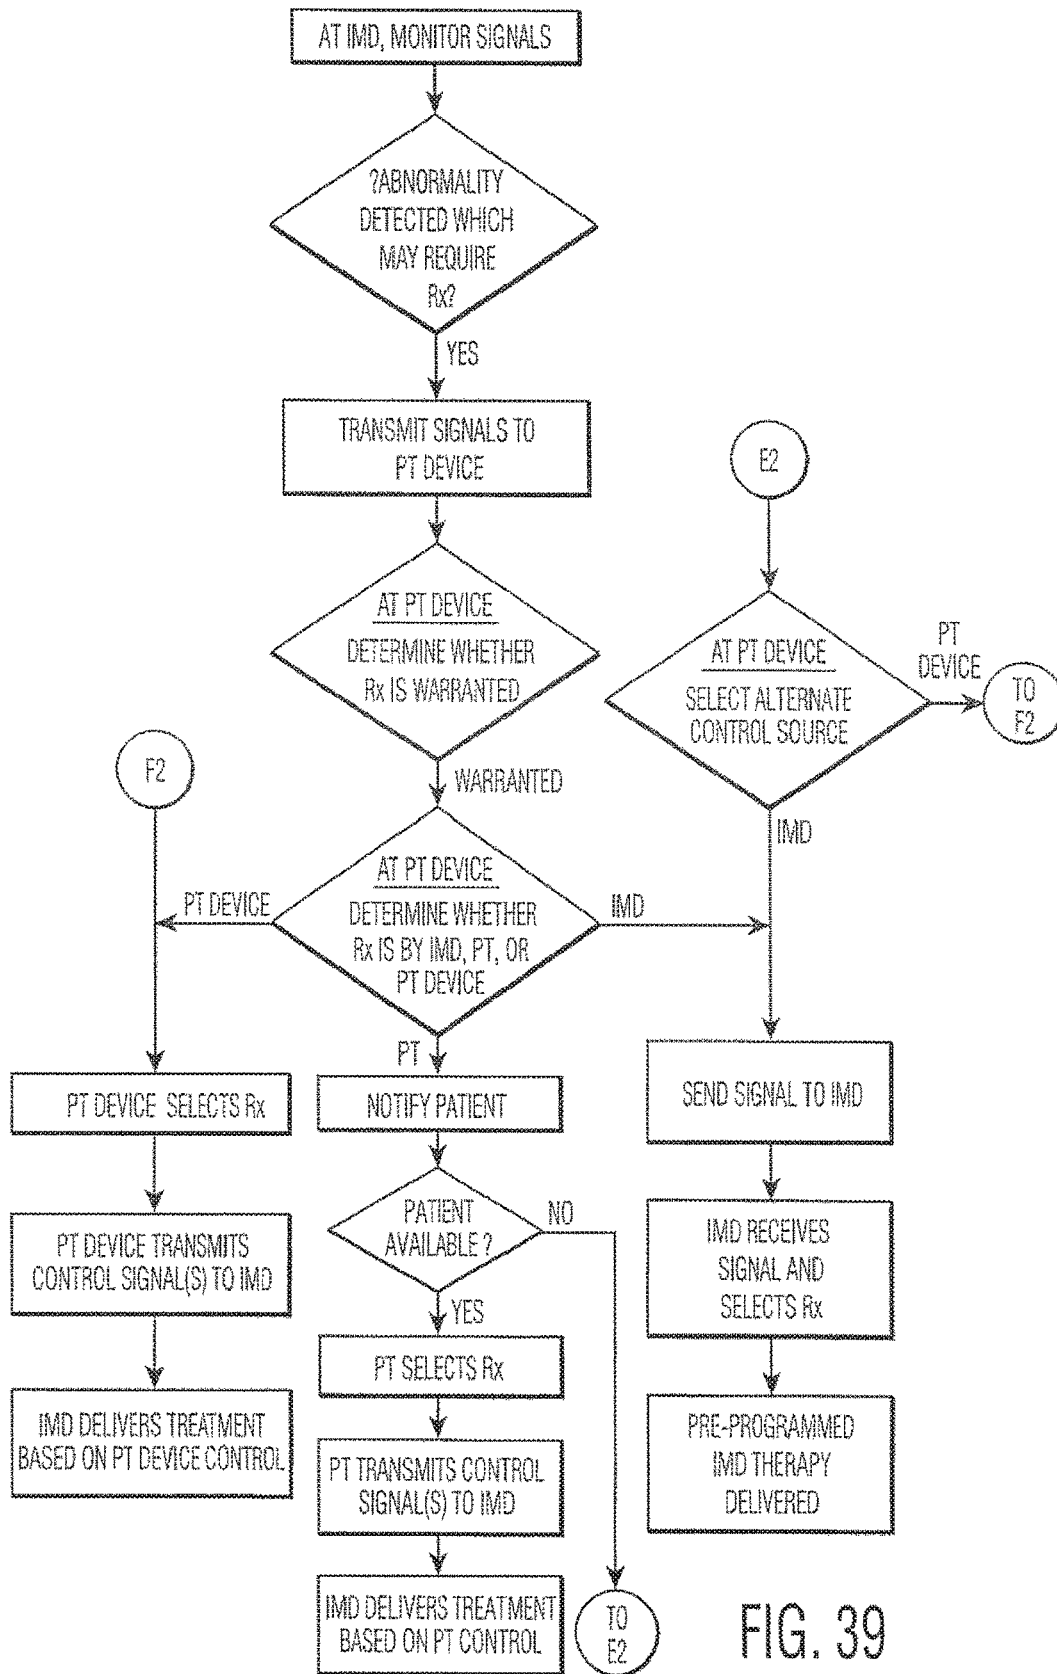 AT IMD, MONITOR SIGNALS
?ABNORMALITY
DETECTED WHICH
MAY REQUIRE
Rx?
YES
TRANSMIT SIGNALS TO
PT DEVICE
E2
AT PT DEVICE
DETERMINE WHETHER
Rx IS WARRANTED
AT PT DEVICE
SELECT ALTERNATE
CONTROL SOURCE
PT
DEVICE
TO
F2
F2
WARRANTED
IMD
AT PT DEVICE
DETERMINE WHETHER
Rx IS BY IMD, PT, OR
PT DEVICE
PT DEVICE
IMD
PT
PT DEVICE SELECTS Rx
NOTIFY PATIENT
SEND SIGNAL TO IMD
PATIENT
AVAILABLE ?
NO
YES
PT DEVICE TRANSMITS
CONTROL SIGNAL(S) TO IMD
IMD RECEIVES
SIGNAL AND
SELECTS Rx
PT SELECTS Rx
IMD DELIVERS TREATMENT
BASED ON PT DEVICE CONTROL
PT TRANSMITS CONTROL
SIGNAL(S) TO IMD
PRE-PROGRAMMED
IMD THERAPY
DELIVERED
IMD DELIVERS TREATMENT
BASED ON PT CONTROL
TO
E2
FIG. 39